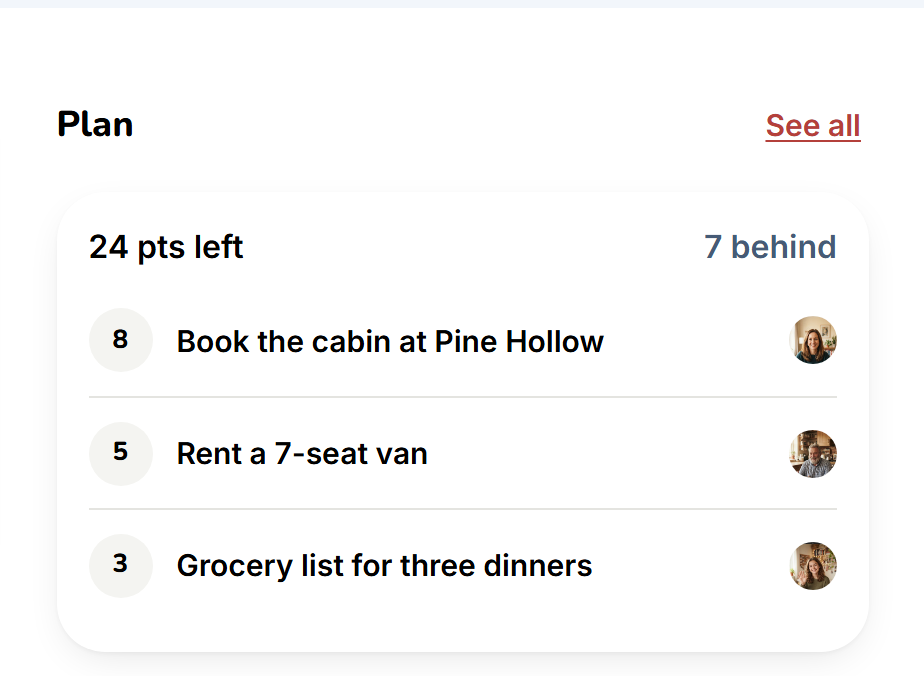 Plan
See all
24 pts left
7 behind
8
Book the cabin at Pine Hollow
5
Rent a 7-seat van
3
Grocery list for three dinners